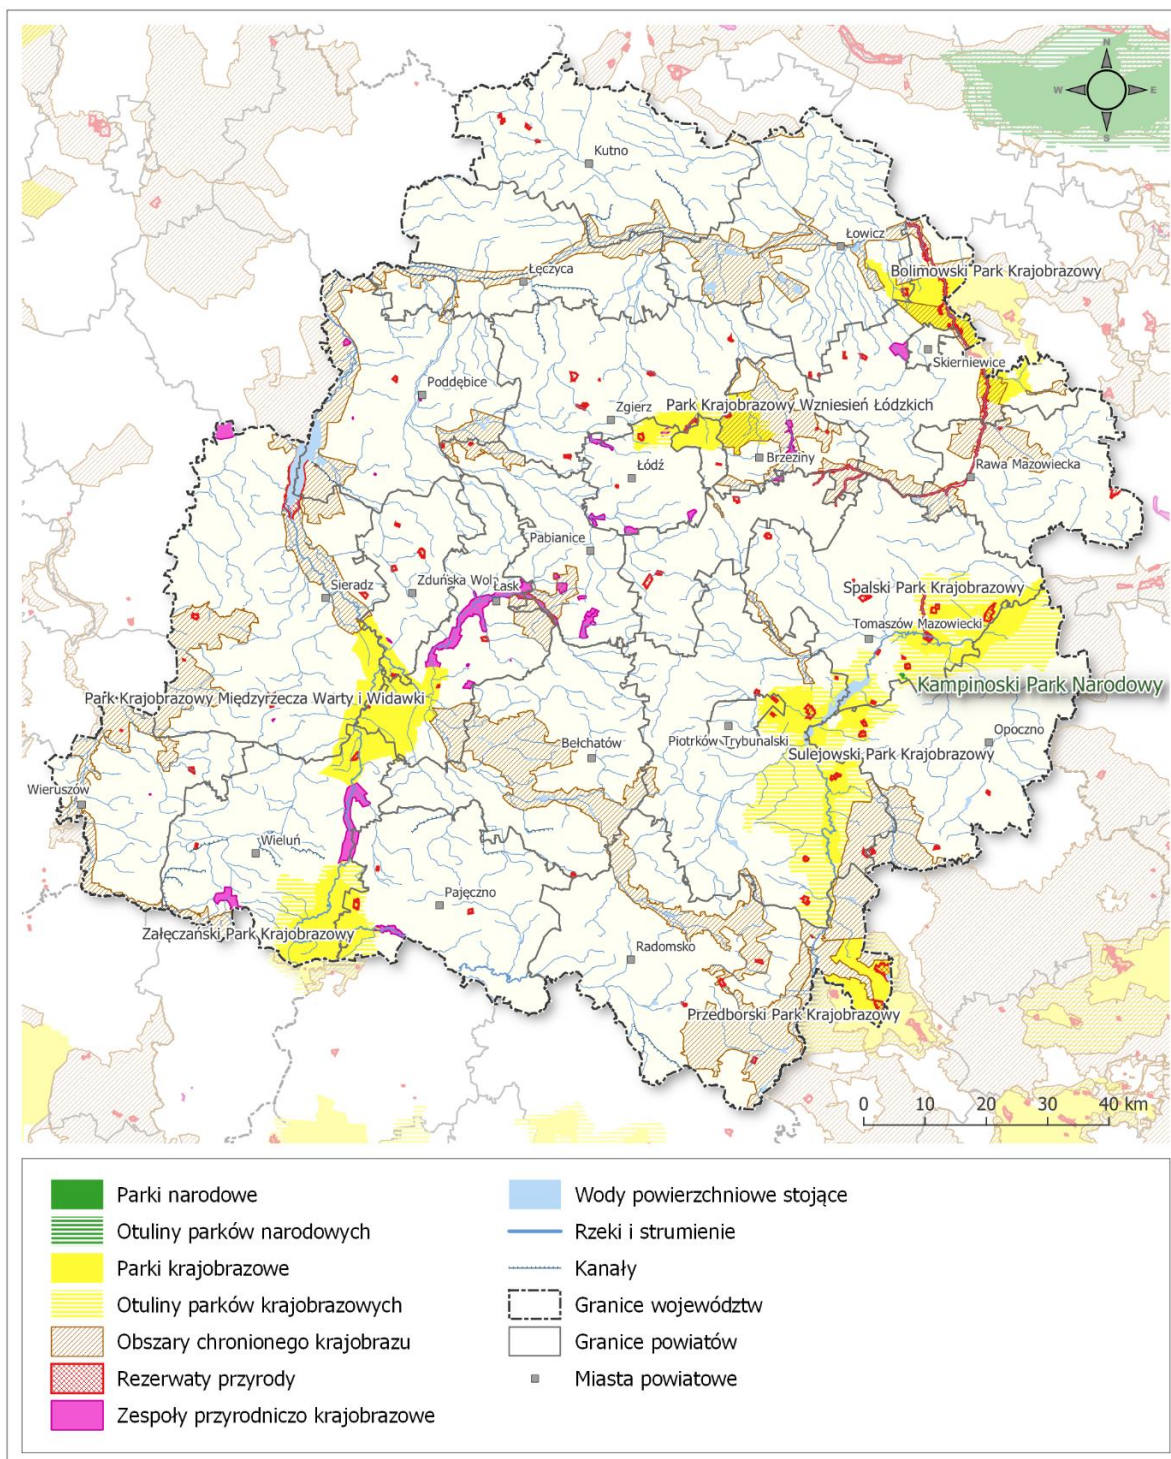 N
W
E
S
Kutno
Łowicz
Bolimowski Park Krajobrazowy
Łęczyca
Skierniewice
Poddębice
Park Krajobrazowy Wzniesień Łódzkich
Zgierz
Brzeziny
Łódź
Rawa Mazowiecka
Pabianice
Zduńska Wol
Łask
Sieradz
Spalski Park Krajobrazowy
Tomaszów Mazowiecki
Kampinoski Park Narodowy
Park Krajobrazowy Międzyrzecza Warty i Widawki
Piotrków Trybunalski
Opoczno
Bełchatów
Sulejowski Park Krajobrazowy
Wieruszów
Wieluń
Pajęczno
Załęczański Park Krajobrazowy
Radomsko
Przedborski Park Krajobrazowy
0 10 20 30 40 km
Parki narodowe
Otuliny parków narodowych
Parki krajobrazowe
Otuliny parków krajobrazowych
Obszary chronionego krajobrazu
Rezerwaty przyrody
Zespoły przyrodniczo krajobrazowe
Wody powierzchniowe stojące
Rzeki i strumienie
Kanały
Granice województw
Granice powiatów
Miasta powiatowe